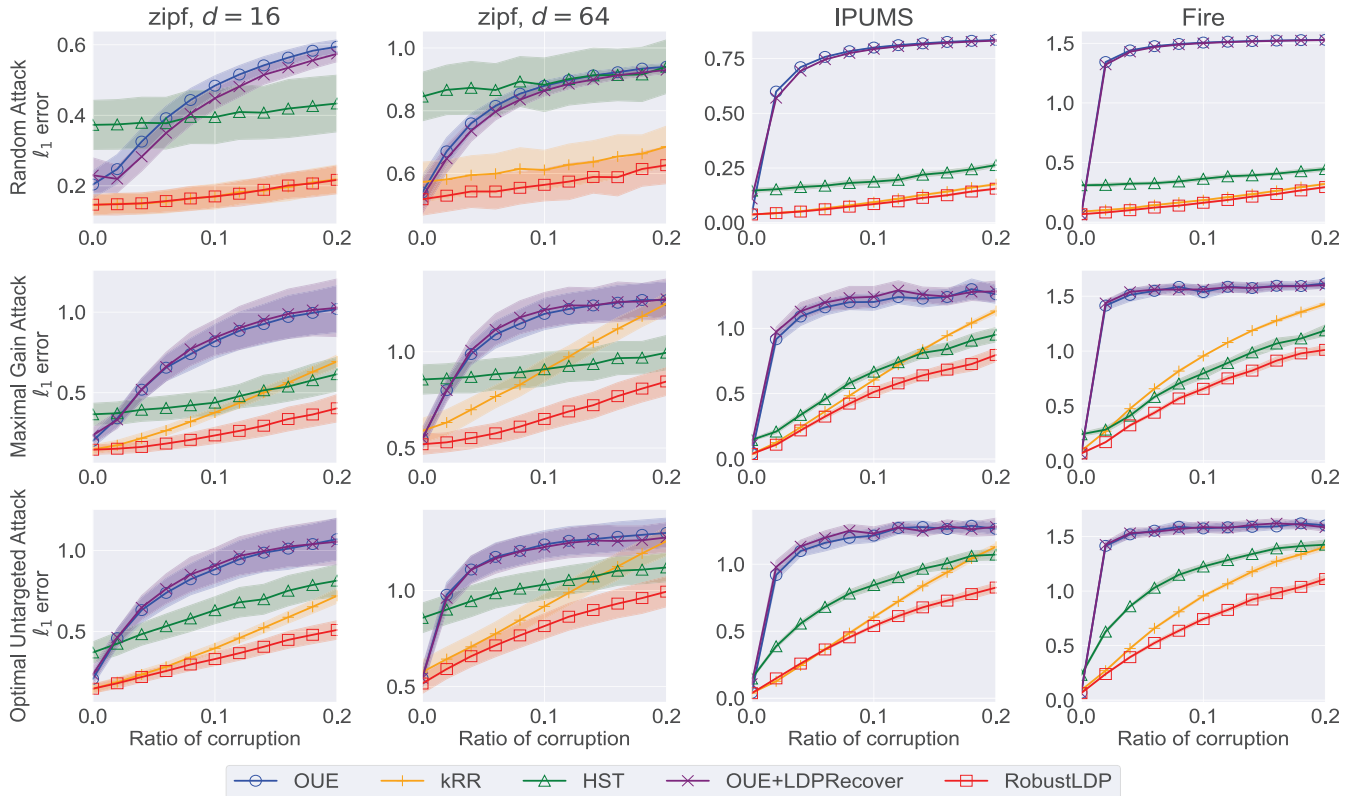 zipf, d = 16
zipf, d = 64
IPUMS
Fire
Random Attack
ℓ₁ error
0.6
0.4
0.2
0.0 0.1 0.2
1.0
0.8
0.6
0.0 0.1 0.2
0.75
0.50
0.25
0.00
0.0 0.1 0.2
1.5
1.0
0.5
0.0
0.0 0.1 0.2
Maximal Gain Attack
ℓ₁ error
1.0
0.5
0.0 0.1 0.2
1.0
0.5
0.0 0.1 0.2
1.0
0.5
0.0
0.0 0.1 0.2
1.5
1.0
0.5
0.0
0.0 0.1 0.2
Optimal Untargeted Attack
ℓ₁ error
1.0
0.5
0.0 0.1 0.2
Ratio of corruption
1.0
0.5
0.0 0.1 0.2
Ratio of corruption
1.0
0.5
0.0
0.0 0.1 0.2
Ratio of corruption
1.5
1.0
0.5
0.0
0.0 0.1 0.2
Ratio of corruption
OUE kRR HST OUE+LDPRecover RobustLDP